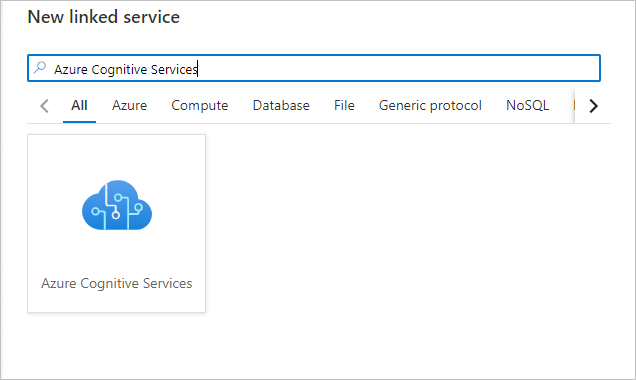 New linked service
Azure Cognitive Services
All Azure Compute Database File Generic protocol NoSQL
Azure Cognitive Services